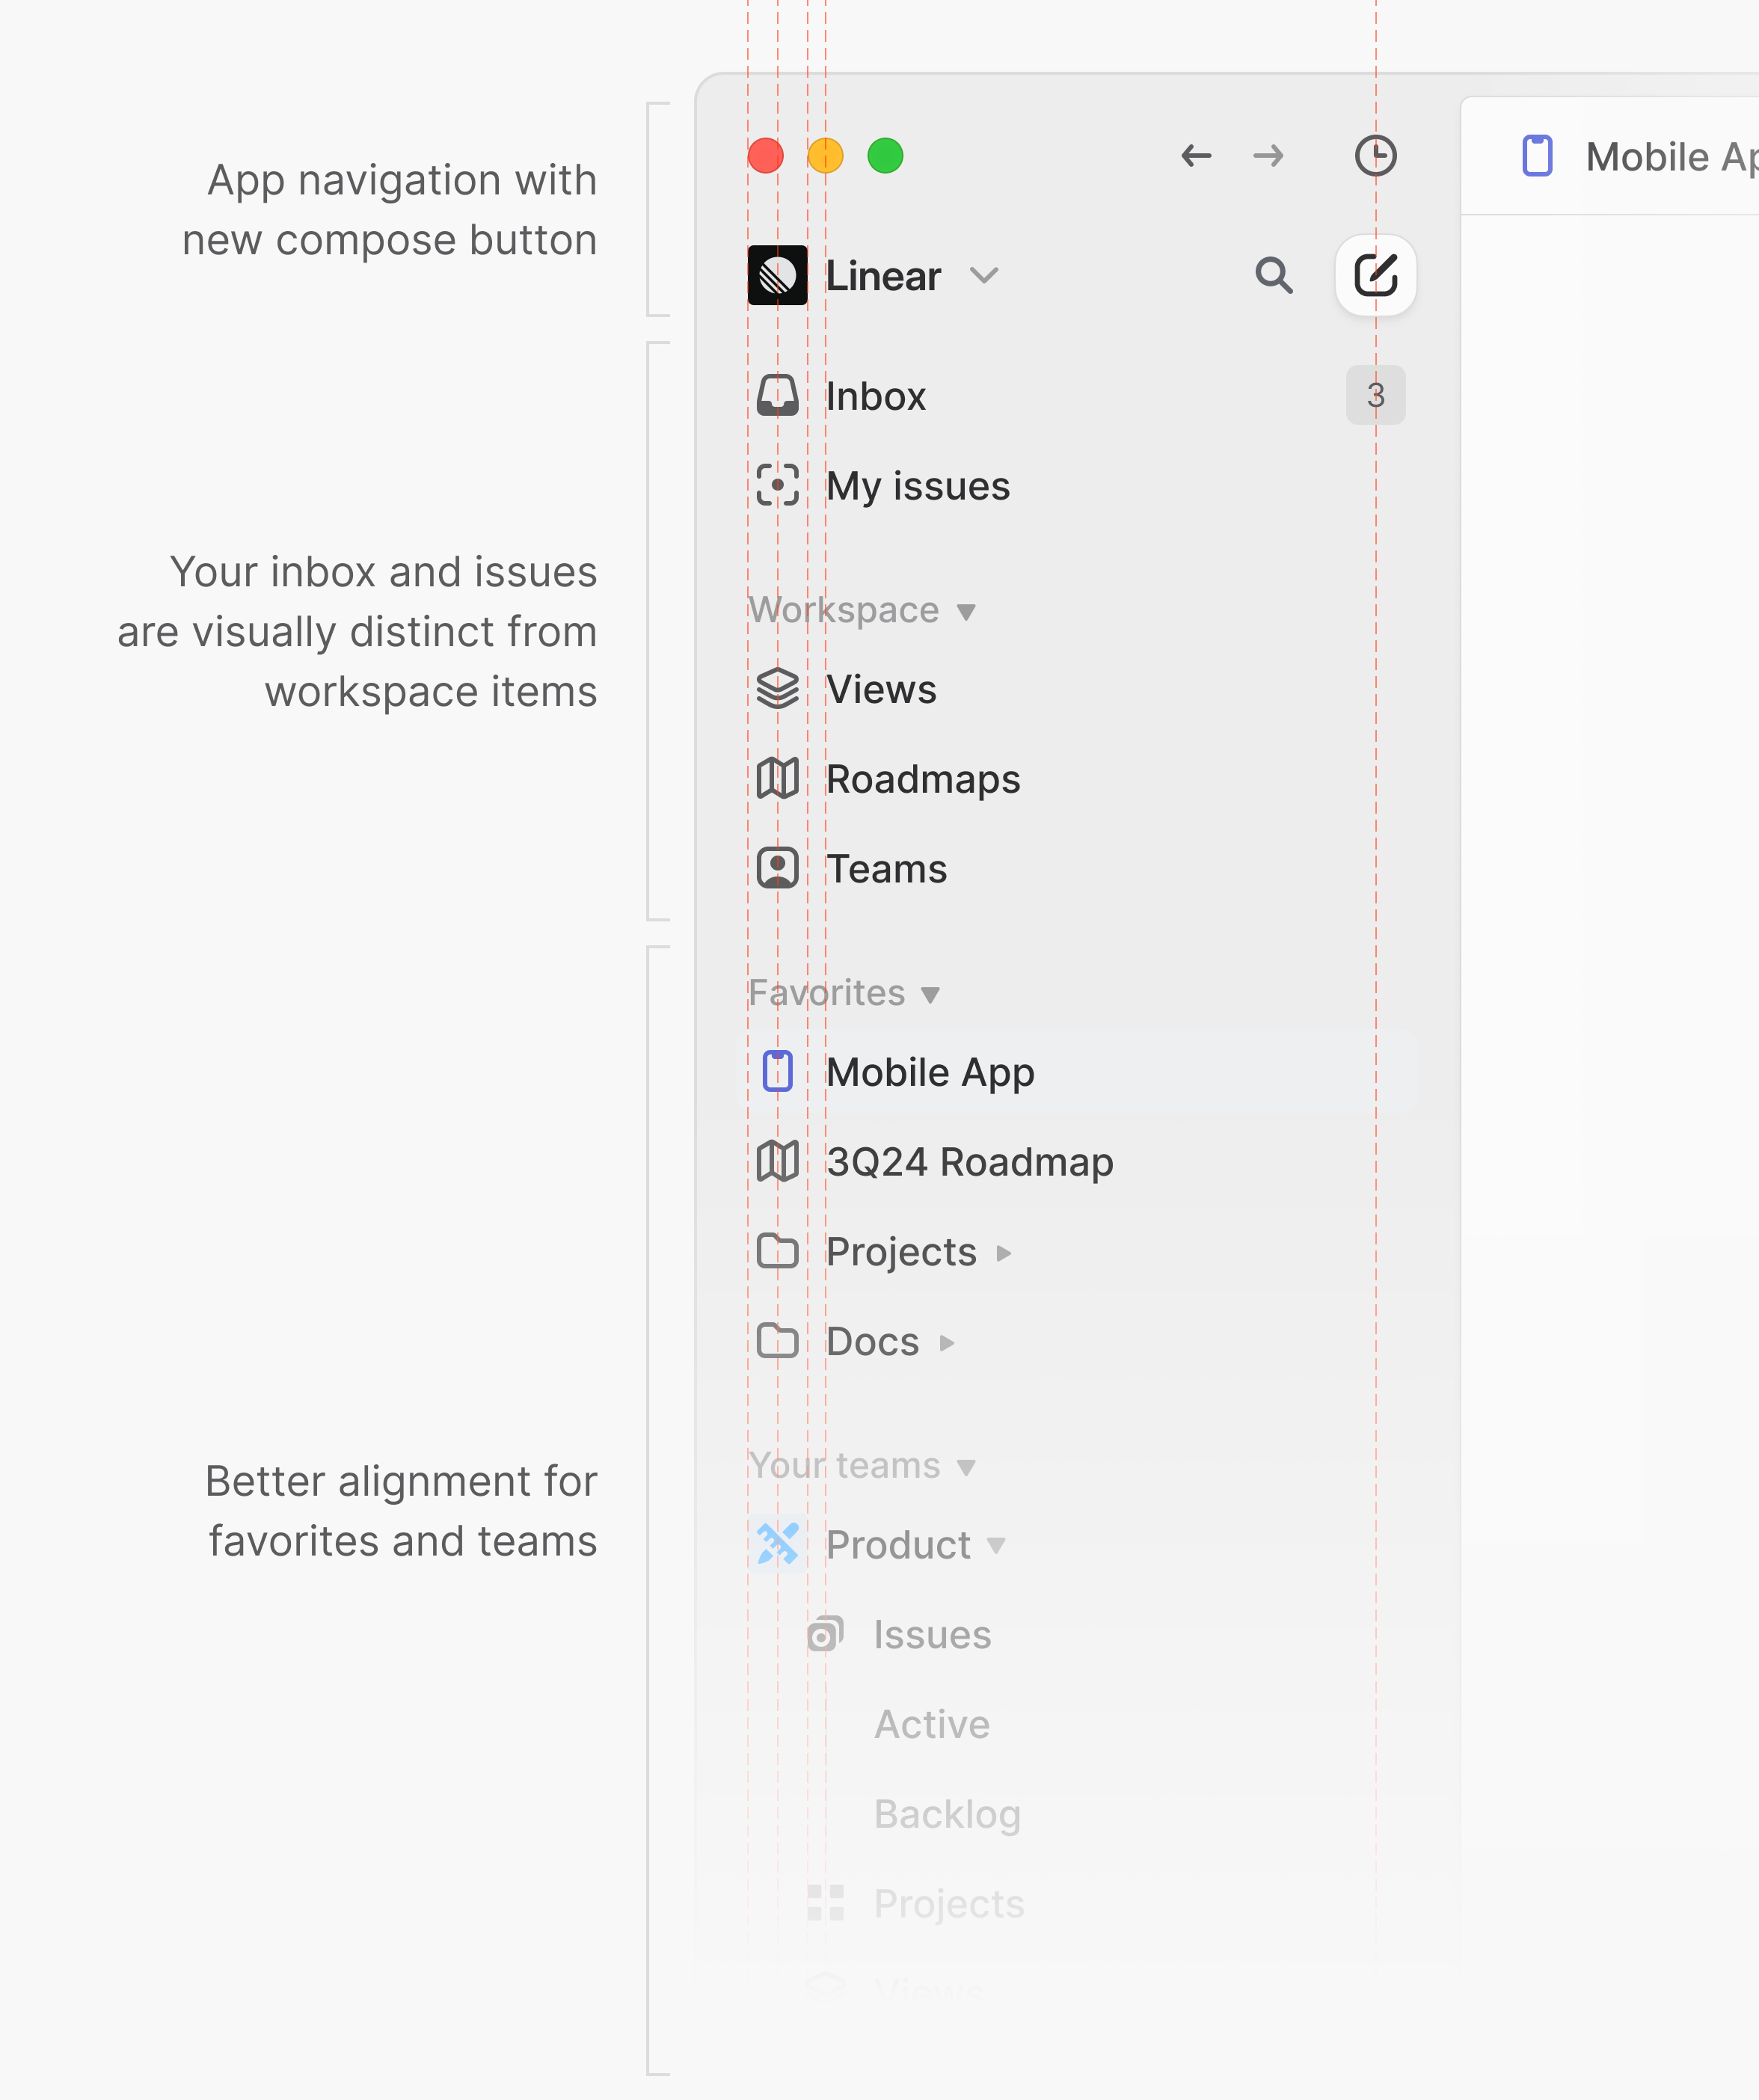 App navigation with
new compose button
Your inbox and issues
are visually distinct from
workspace items
Better alignment for
favorites and teams
Linear
Inbox
3
My issues
Workspace
Views
Roadmaps
Teams
Favorites
Mobile App
3Q24 Roadmap
Projects
Docs
Your teams
Product
Issues
Active
Backlog
Projects
Views
Mobile